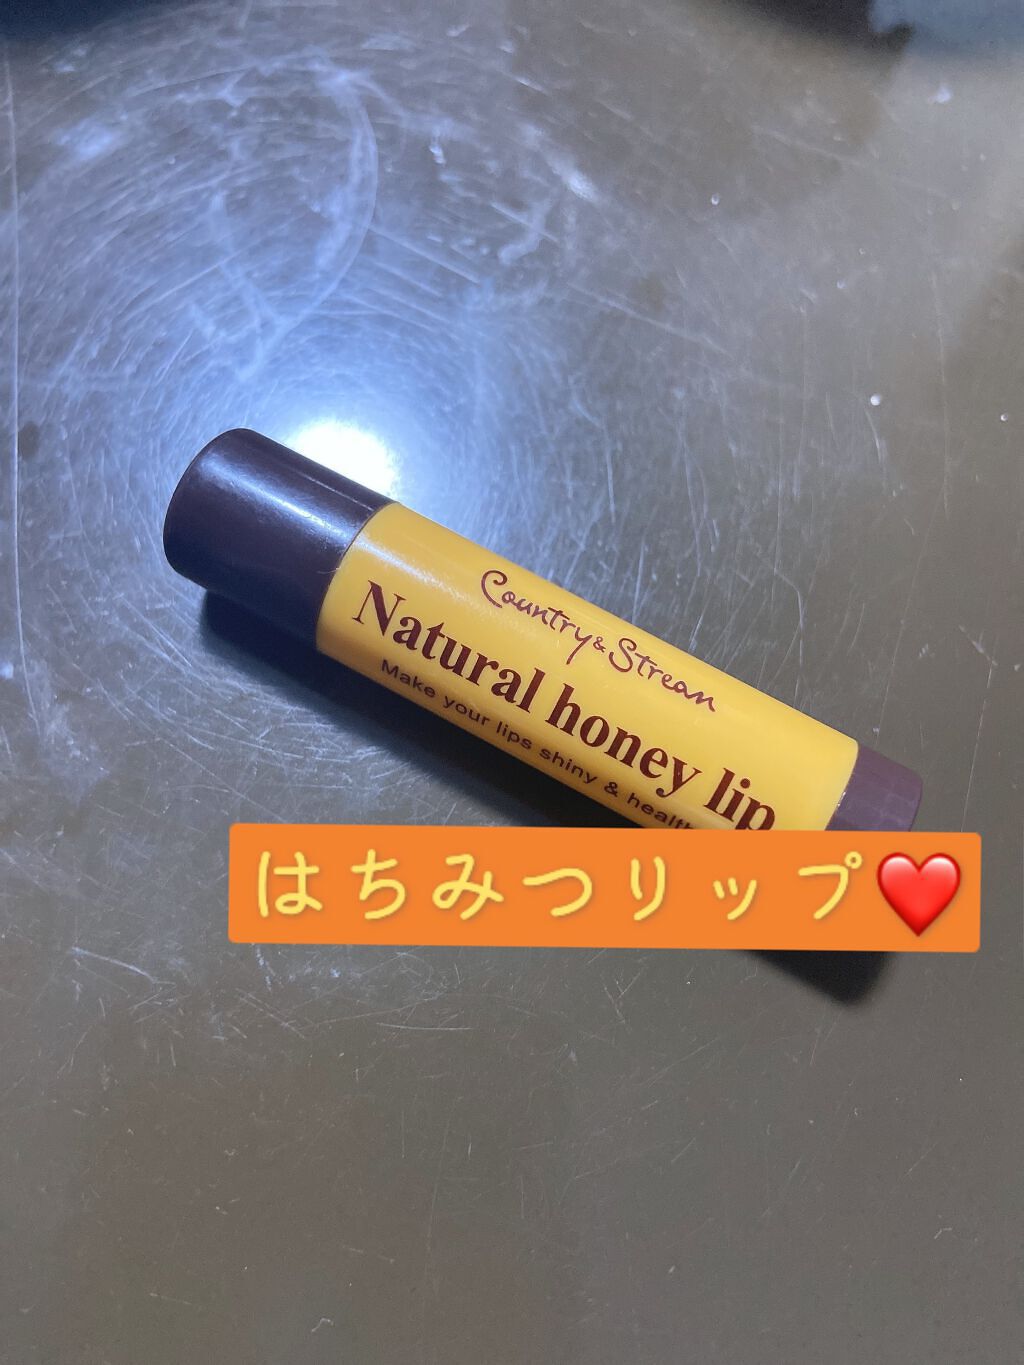 Country & Stream
Natural honey lip
Make your lips shiny &
はちみつリップ❤️